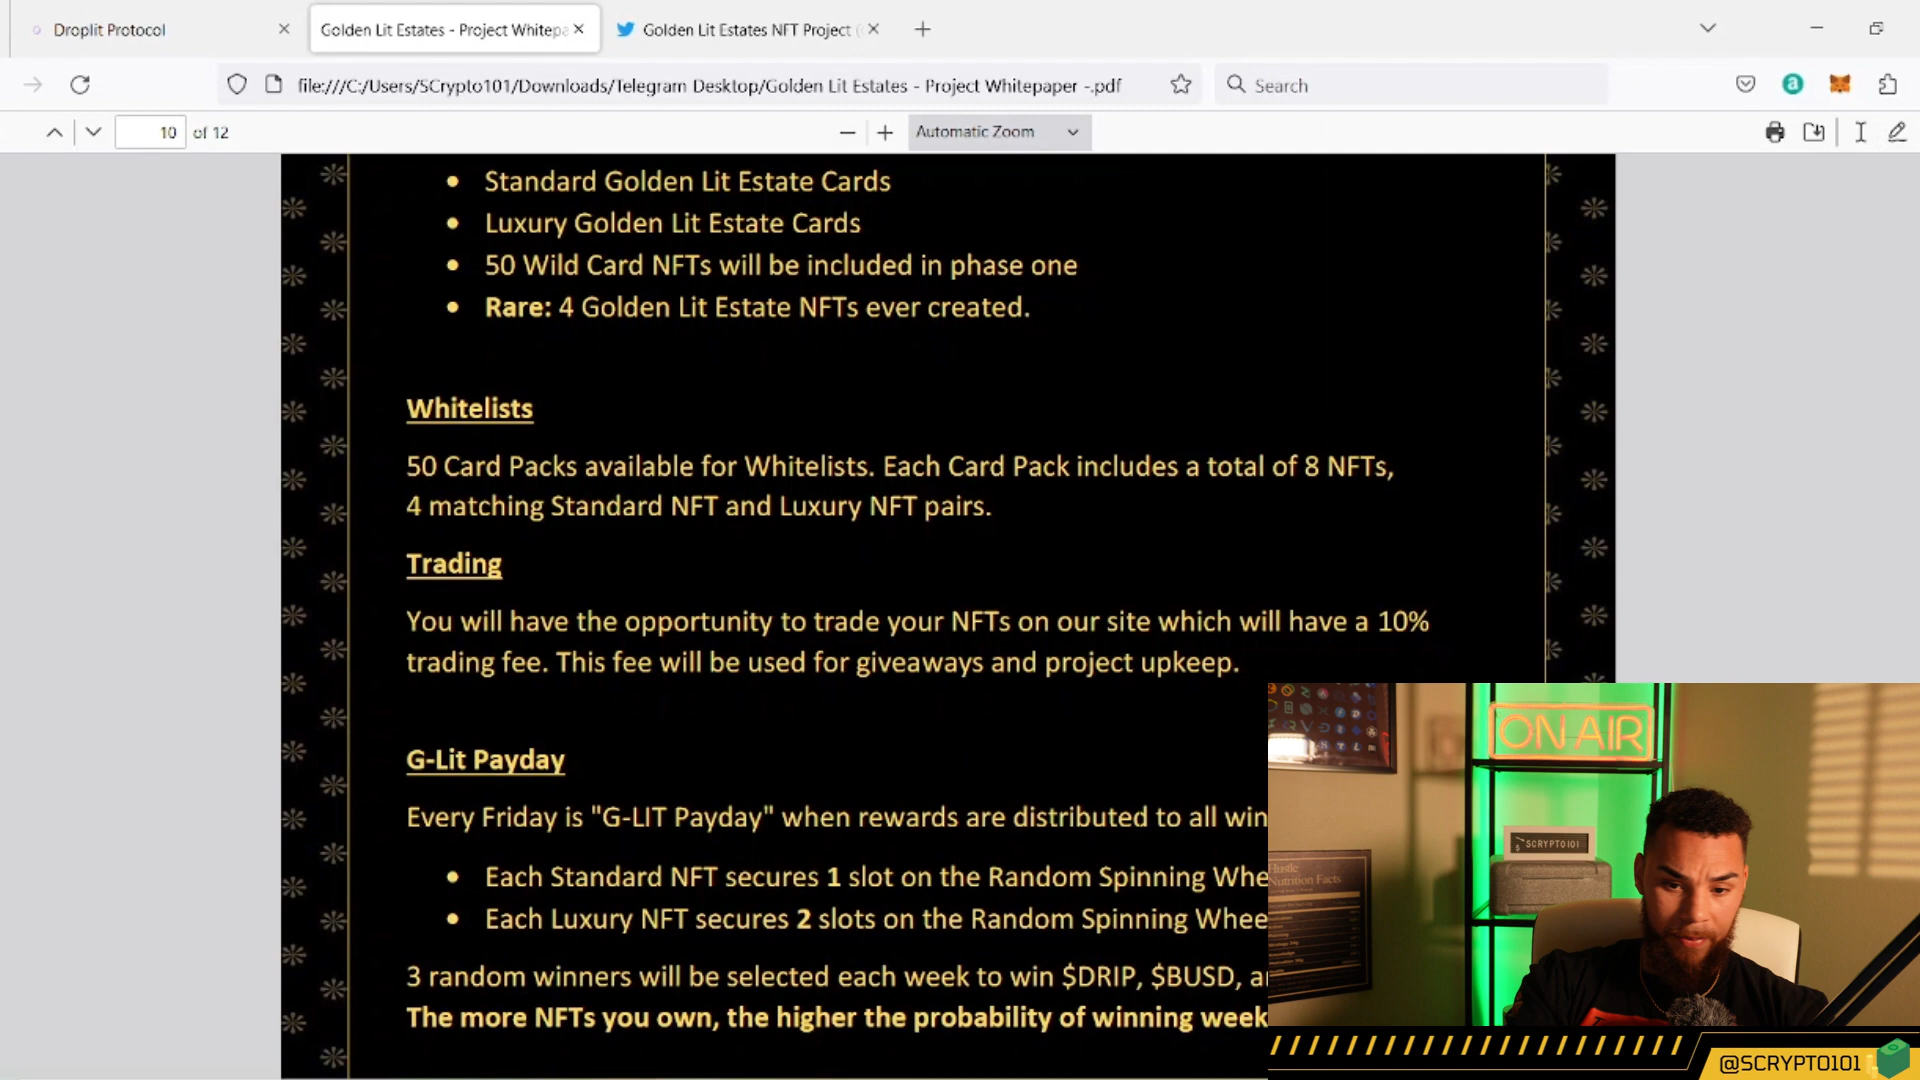 Droplit Protocol
Golden Lit Estates - Project Whitepa
Golden Lit Estates NFT Project (
file:///C:/Users/SCrypto101/Downloads/Telegram Desktop/Golden Lit Estates - Project Whitepaper -.pdf
Search
10 of 12
Automatic Zoom
• Standard Golden Lit Estate Cards
• Luxury Golden Lit Estate Cards
• 50 Wild Card NFTs will be included in phase one
• Rare: 4 Golden Lit Estate NFTs ever created.
Whitelists
50 Card Packs available for Whitelists. Each Card Pack includes a total of 8 NFTs,
4 matching Standard NFT and Luxury NFT pairs.
Trading
You will have the opportunity to trade your NFTs on our site which will have a 10%
trading fee. This fee will be used for giveaways and project upkeep.
G-Lit Payday
Every Friday is "G-LIT Payday" when rewards are distributed to all win
• Each Standard NFT secures 1 slot on the Random Spinning Whe
• Each Luxury NFT secures 2 slots on the Random Spinning Whee
3 random winners will be selected each week to win $DRIP, $BUSD, a
The more NFTs you own, the higher the probability of winning week
ON AIR
SCRYPTO101
Hustle
Nutrition Facts
@SCRYPTO101